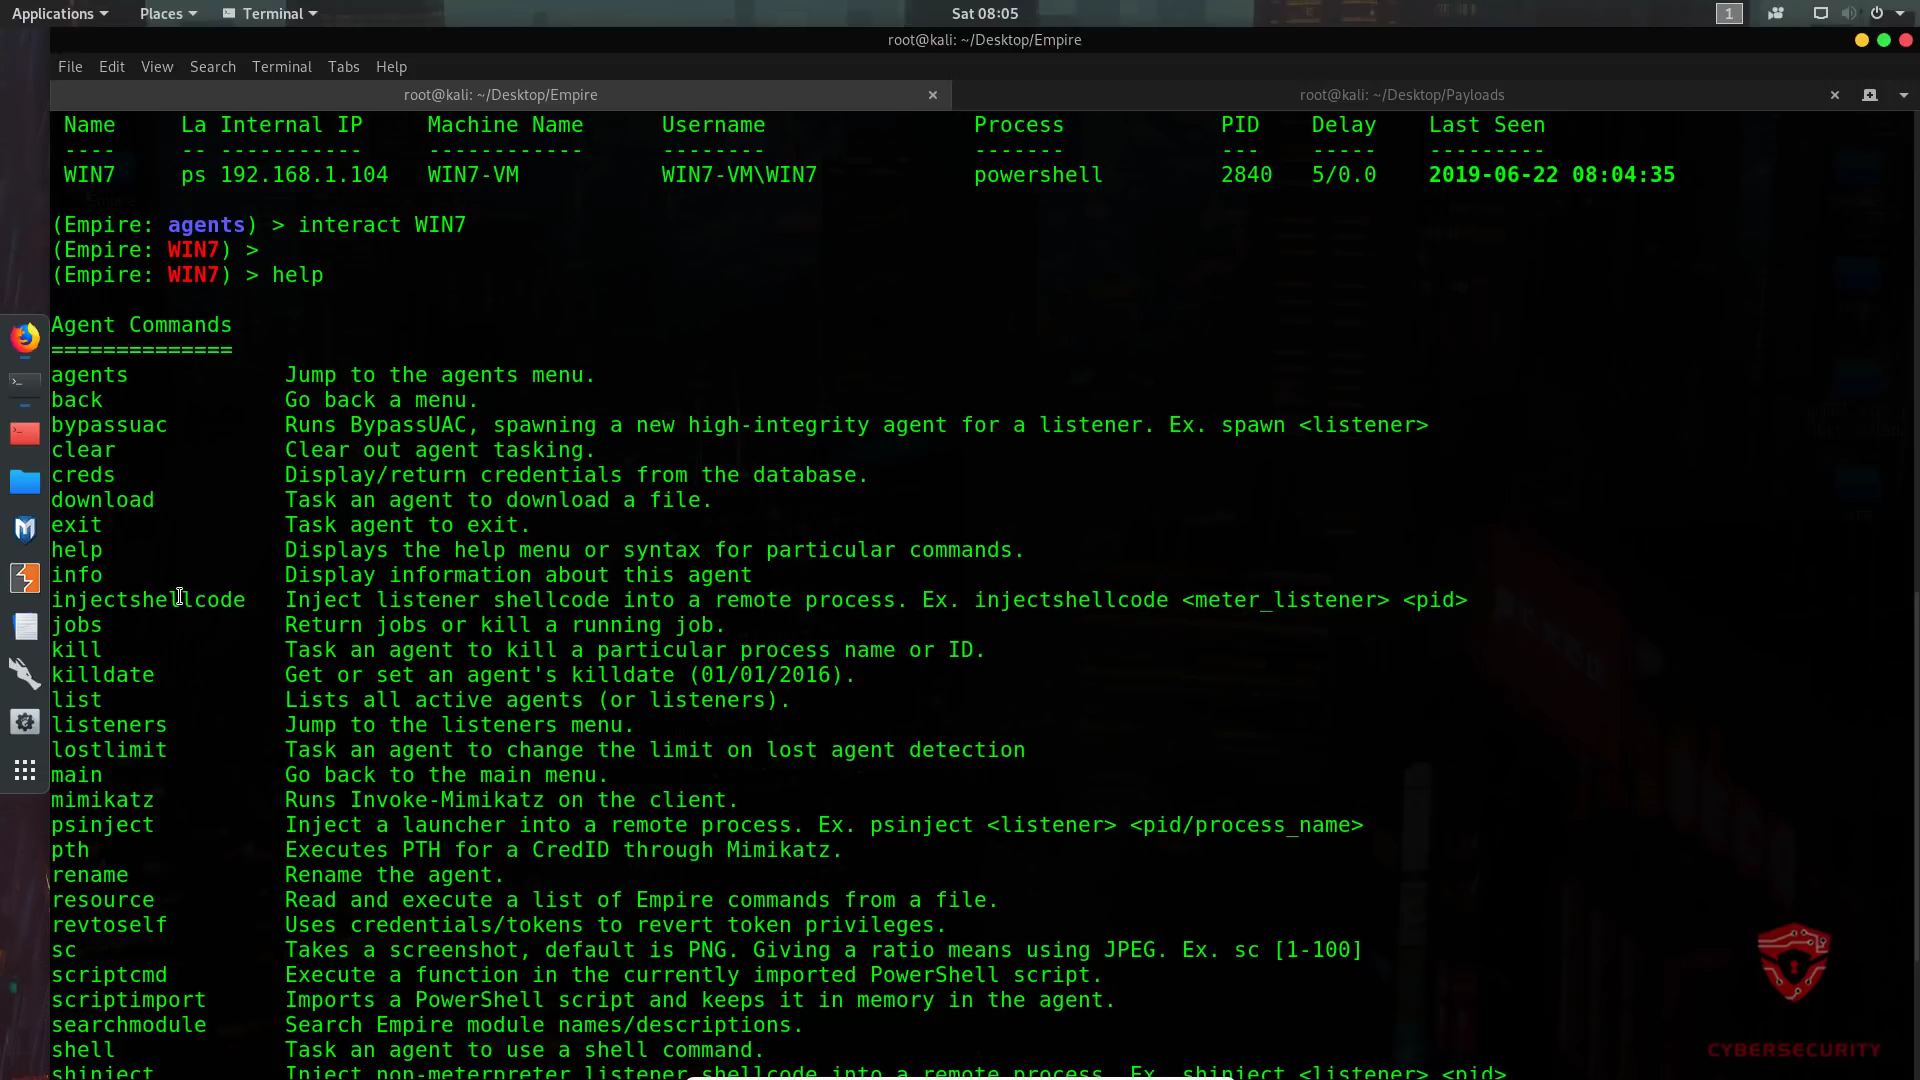 Applications Places Terminal Sat 08:05 1
root@kali: ~/Desktop/Empire
File Edit View Search Terminal Tabs Help
root@kali: ~/Desktop/Empire root@kali: ~/Desktop/Payloads
Name La Internal IP Machine Name Username Process PID Delay Last Seen
---- -- ----------- ------------ -------- ------- --- ----- ---------
WIN7 ps 192.168.1.104 WIN7-VM WIN7-VM\WIN7 powershell 2840 5/0.0 2019-06-22 08:04:35
(Empire: agents) > interact WIN7
(Empire: WIN7) >
(Empire: WIN7) > help
Agent Commands
==============
agents Jump to the agents menu.
back Go back a menu.
bypassuac Runs BypassUAC, spawning a new high-integrity agent for a listener. Ex. spawn <listener>
clear Clear out agent tasking.
creds Display/return credentials from the database.
download Task an agent to download a file.
exit Task agent to exit.
help Displays the help menu or syntax for particular commands.
info Display information about this agent
injectshellcode Inject listener shellcode into a remote process. Ex. injectshellcode <meter_listener> <pid>
jobs Return jobs or kill a running job.
kill Task an agent to kill a particular process name or ID.
killdate Get or set an agent's killdate (01/01/2016).
list Lists all active agents (or listeners).
listeners Jump to the listeners menu.
lostlimit Task an agent to change the limit on lost agent detection
main Go back to the main menu.
mimikatz Runs Invoke-Mimikatz on the client.
psinject Inject a launcher into a remote process. Ex. psinject <listener> <pid/process_name>
pth Executes PTH for a CredID through Mimikatz.
rename Rename the agent.
resource Read and execute a list of Empire commands from a file.
revtoself Uses credentials/tokens to revert token privileges.
sc Takes a screenshot, default is PNG. Giving a ratio means using JPEG. Ex. sc [1-100]
scriptcmd Execute a function in the currently imported PowerShell script.
scriptimport Imports a PowerShell script and keeps it in memory in the agent.
searchmodule Search Empire module names/descriptions.
shell Task an agent to use a shell command.
shinject Inject non-meterpreter listener shellcode into a remote process. Ex. shinject <listener> <pid>
CYBERSECURITY